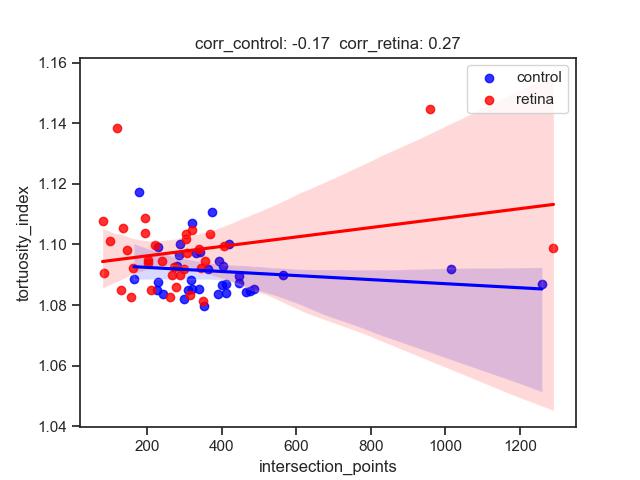 corr_control: -0.17  corr_retina: 0.27
control
retina
1.16
1.14
1.12
1.10
1.08
1.06
1.04
tortuosity_index
200
400
600
800
1000
1200
intersection_points